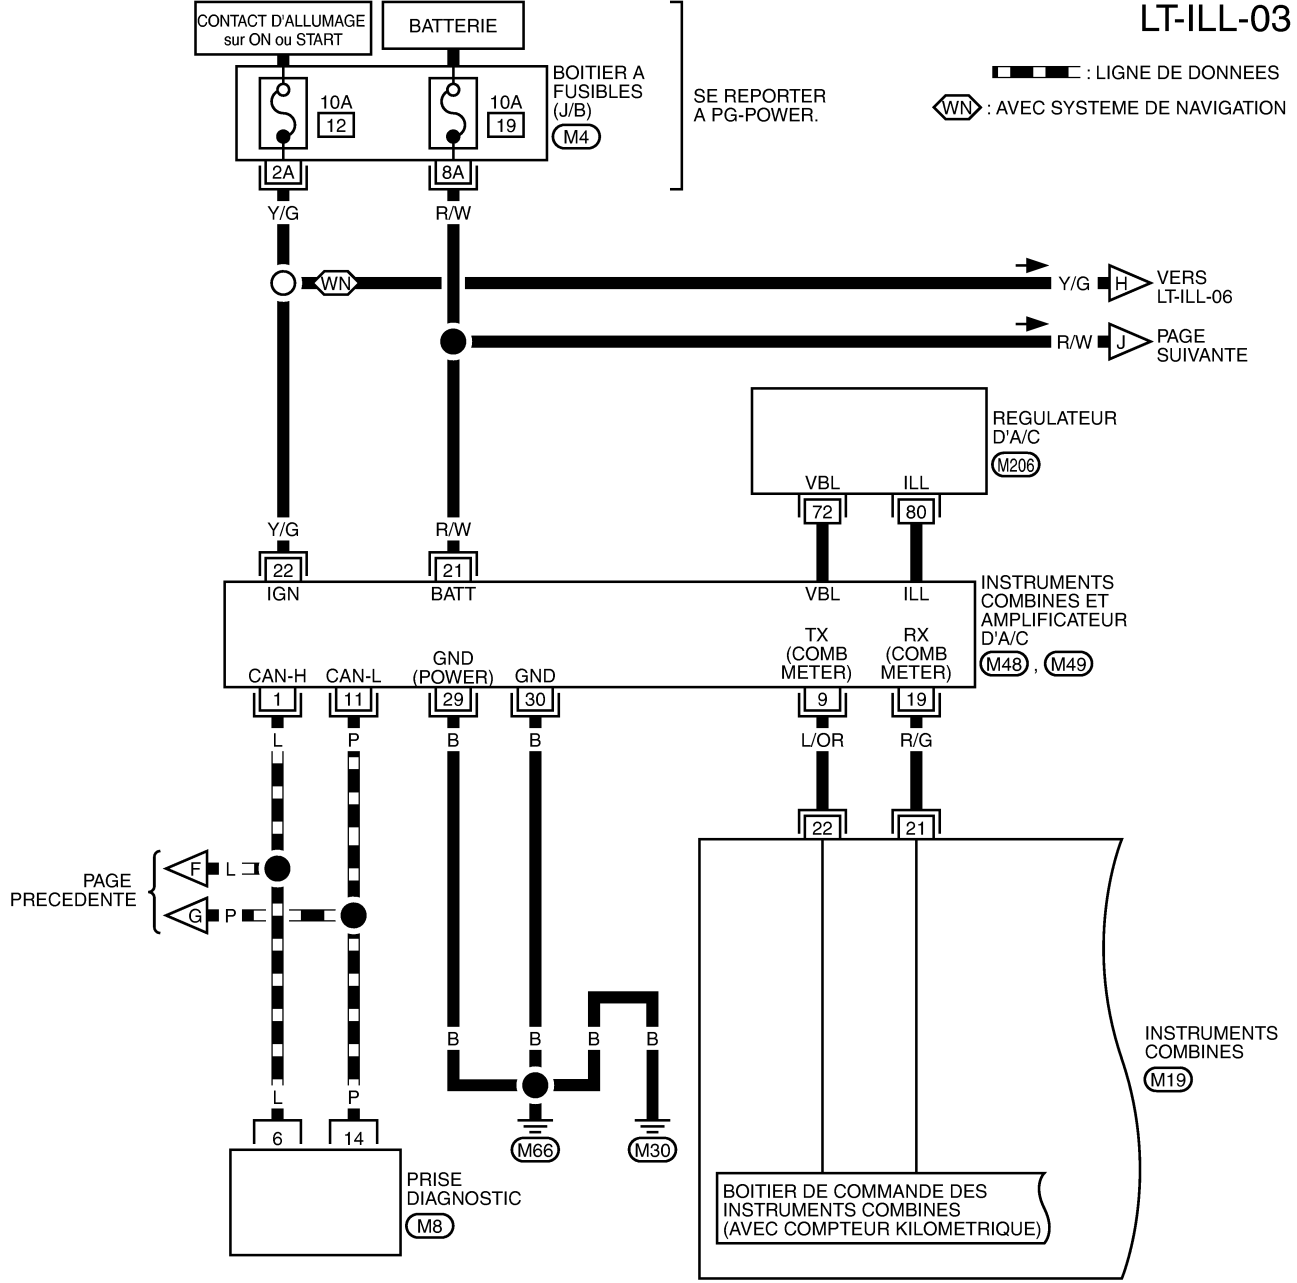 LT-ILL-03
CONTACT D'ALLUMAGE
sur ON ou START
BATTERIE
: LIGNE DE DONNEES
WN : AVEC SYSTEME DE NAVIGATION
BOITIER A
FUSIBLES
(J/B)
M4
10A
12
10A
19
SE REPORTER
A PG-POWER.
2A
8A
Y/G
R/W
WN
Y/G
H
VERS
LT-ILL-06
R/W
J
PAGE
SUIVANTE
REGULATEUR
D'A/C
M206
VBL
ILL
72
80
Y/G
R/W
22
21
IGN
BATT
VBL
ILL
INSTRUMENTS
COMBINES ET
AMPLIFICATEUR
D'A/C
M48 , M49
TX
(COMB
METER)
RX
(COMB
METER)
GND
(POWER)
GND
CAN-H
CAN-L
1
11
29
30
9
19
L
P
B
B
L/OR
R/G
22
21
PAGE
PRECEDENTE
F
L
G
P
B
B
B
B
INSTRUMENTS
COMBINES
M19
L
P
6
14
M66
M30
PRISE
DIAGNOSTIC
M8
BOITIER DE COMMANDE DES
INSTRUMENTS COMBINES
(AVEC COMPTEUR KILOMETRIQUE)